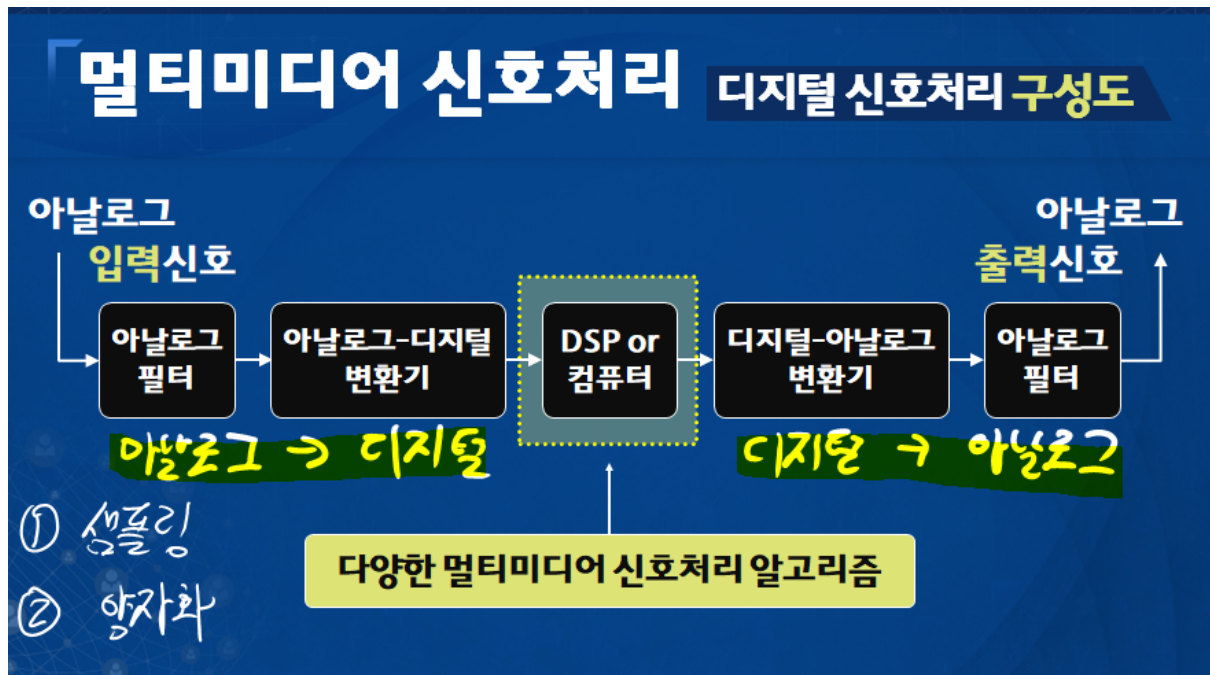 멀티미디어 신호처리
디지털 신호처리 구성도
아날로그
입력신호
아날로그
출력신호
아날로그
필터
아날로그-디지털
변환기
DSP or
컴퓨터
디지털-아날로그
변환기
아날로그
필터
아날로그 → 디지털
디지털 → 아날로그
① 샘플링
② 양자화
다양한 멀티미디어 신호처리 알고리즘